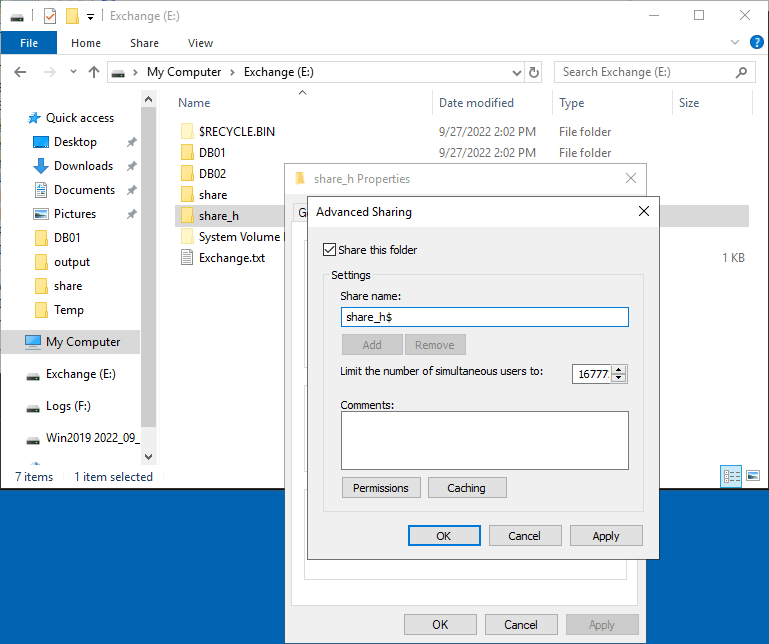 Exchange (E:)
File
Home
Share
View
?
My Computer
Exchange (E:)
Search Exchange (E:)
Name
Date modified
Type
Size
Quick access
Desktop
Downloads
Documents
Pictures
DB01
output
share
Temp
My Computer
Exchange (E:)
Logs (F:)
Win2019 2022_09_
$RECYCLE.BIN
9/27/2022 2:02 PM
File folder
DB01
9/27/2022 2:02 PM
File folder
DB02
share
share_h
System Volume
Exchange.txt
1 KB
7 items
1 item selected
share_h Properties
G
Advanced Sharing
Share this folder
Settings
Share name:
share_h$
Add
Remove
Limit the number of simultaneous users to:
16777
Comments:
Permissions
Caching
OK
Cancel
Apply
OK
Cancel
Apply